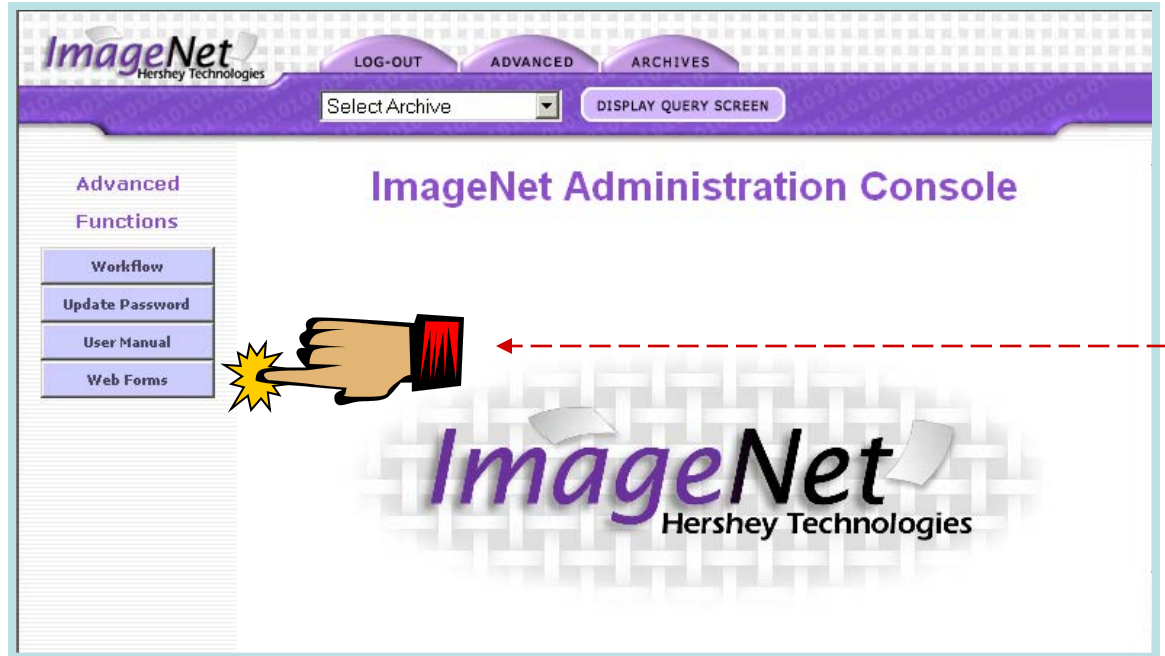 ImageNet
Hershey Technologies
LOG-OUT ADVANCED ARCHIVES
Select Archive DISPLAY QUERY SCREEN
Advanced
Functions
ImageNet Administration Console
Workflow
Update Password
User Manual
Web Forms
ImageNet
Hershey Technologies